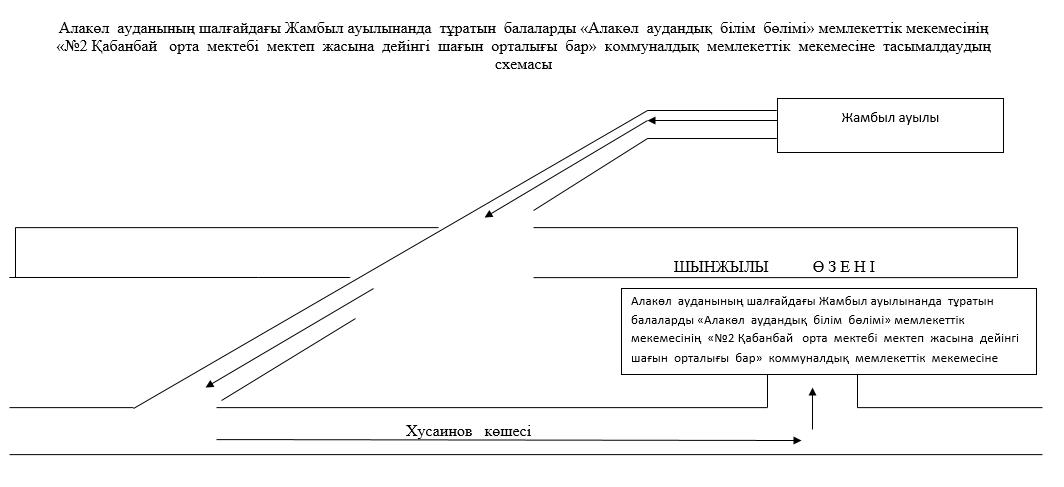 Алакөл ауданының шалғайдағы Жамбыл ауылынанда тұратын балаларды «Алакөл аудандық білім бөлімі» мемлекеттік мекемесінің
«№2 Қабанбай орта мектебі мектеп жасына дейінгі шағын орталығы бар» коммуналдық мемлекеттік мекемесіне тасымалдаудың
схемасы
Жамбыл ауылы
ШЫНЖЫЛЫ Ө З Е Н І
Алакөл ауданының шалғайдағы Жамбыл ауылынанда тұратын
балаларды «Алакөл аудандық білім бөлімі» мемлекеттік
мекемесінің «№2 Қабанбай орта мектебі мектеп жасына дейінгі
шағын орталығы бар» коммуналдық мемлекеттік мекемесіне
Хусаинов көшесі